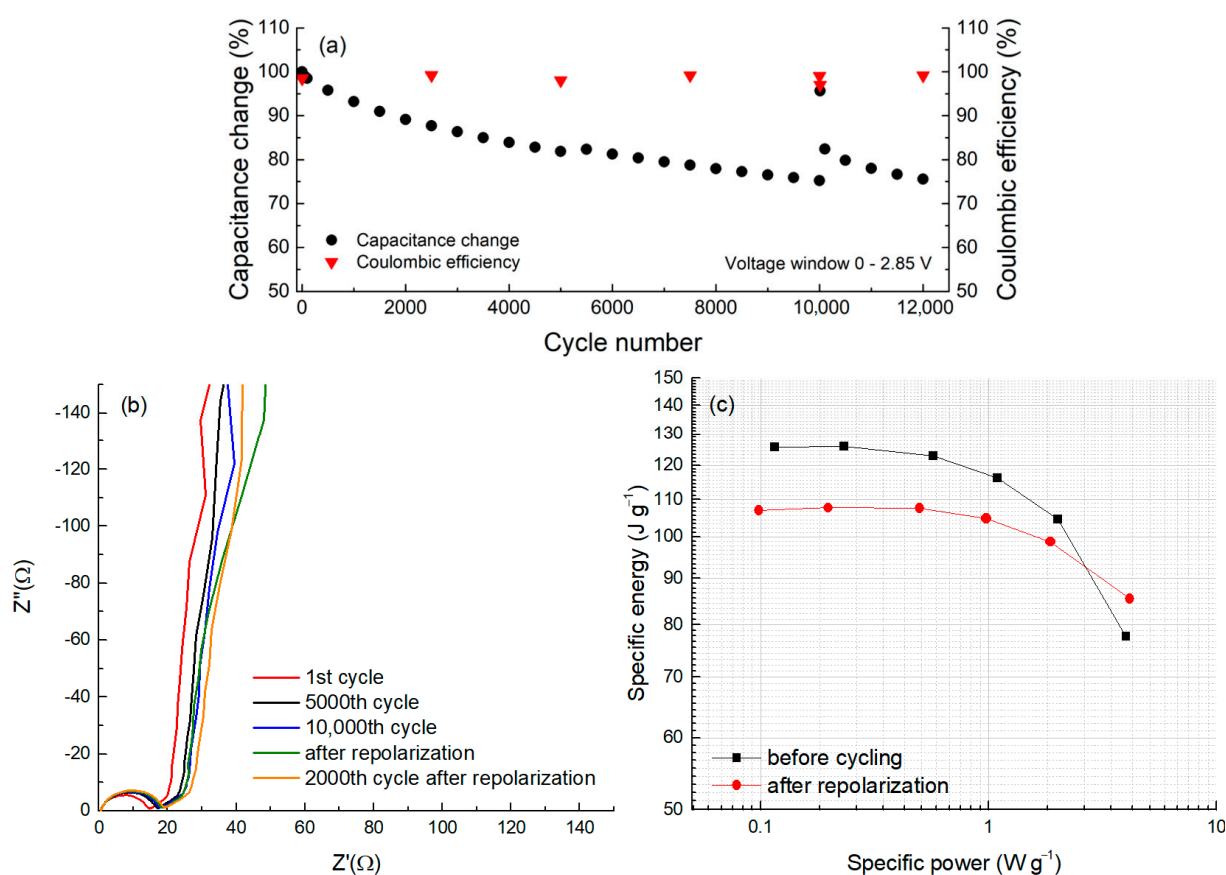 (a)
Capacitance change (%)
110
100
90
80
70
60
50
110
100
90
80
70
60
50
Coulombic efficiency (%)
Capacitance change
Coulombic efficiency
Voltage window 0 - 2.85 V
0 2000 4000 6000 8000 10,000 12,000
Cycle number
(b)
Z''(Ω)
-140
-120
-100
-80
-60
-40
-20
0
1st cycle
5000th cycle
10,000th cycle
after repolarization
2000th cycle after repolarization
0 20 40 60 80 100 120 140
Z'(Ω)
(c)
Specific energy (J g⁻¹)
150
140
130
120
110
100
90
80
70
60
50
before cycling
after repolarization
0.1 1 10
Specific power (W g⁻¹)